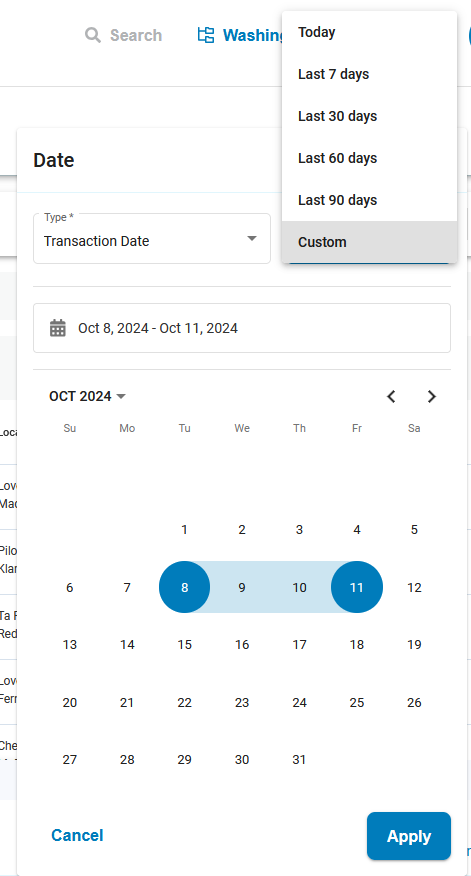 Search
Washing
Today
Last 7 days
Last 30 days
Last 60 days
Last 90 days
Custom
Date
Type *
Transaction Date
Oct 8, 2024 - Oct 11, 2024
OCT 2024
Su Mo Tu We Th Fr Sa
1 2 3 4 5
6 7 8 9 10 11 12
13 14 15 16 17 18 19
20 21 22 23 24 25 26
27 28 29 30 31
Cancel
Apply
Loca
Lov
Mac
Pilo
Klar
Ta
Red
Lov
Ferr
Che